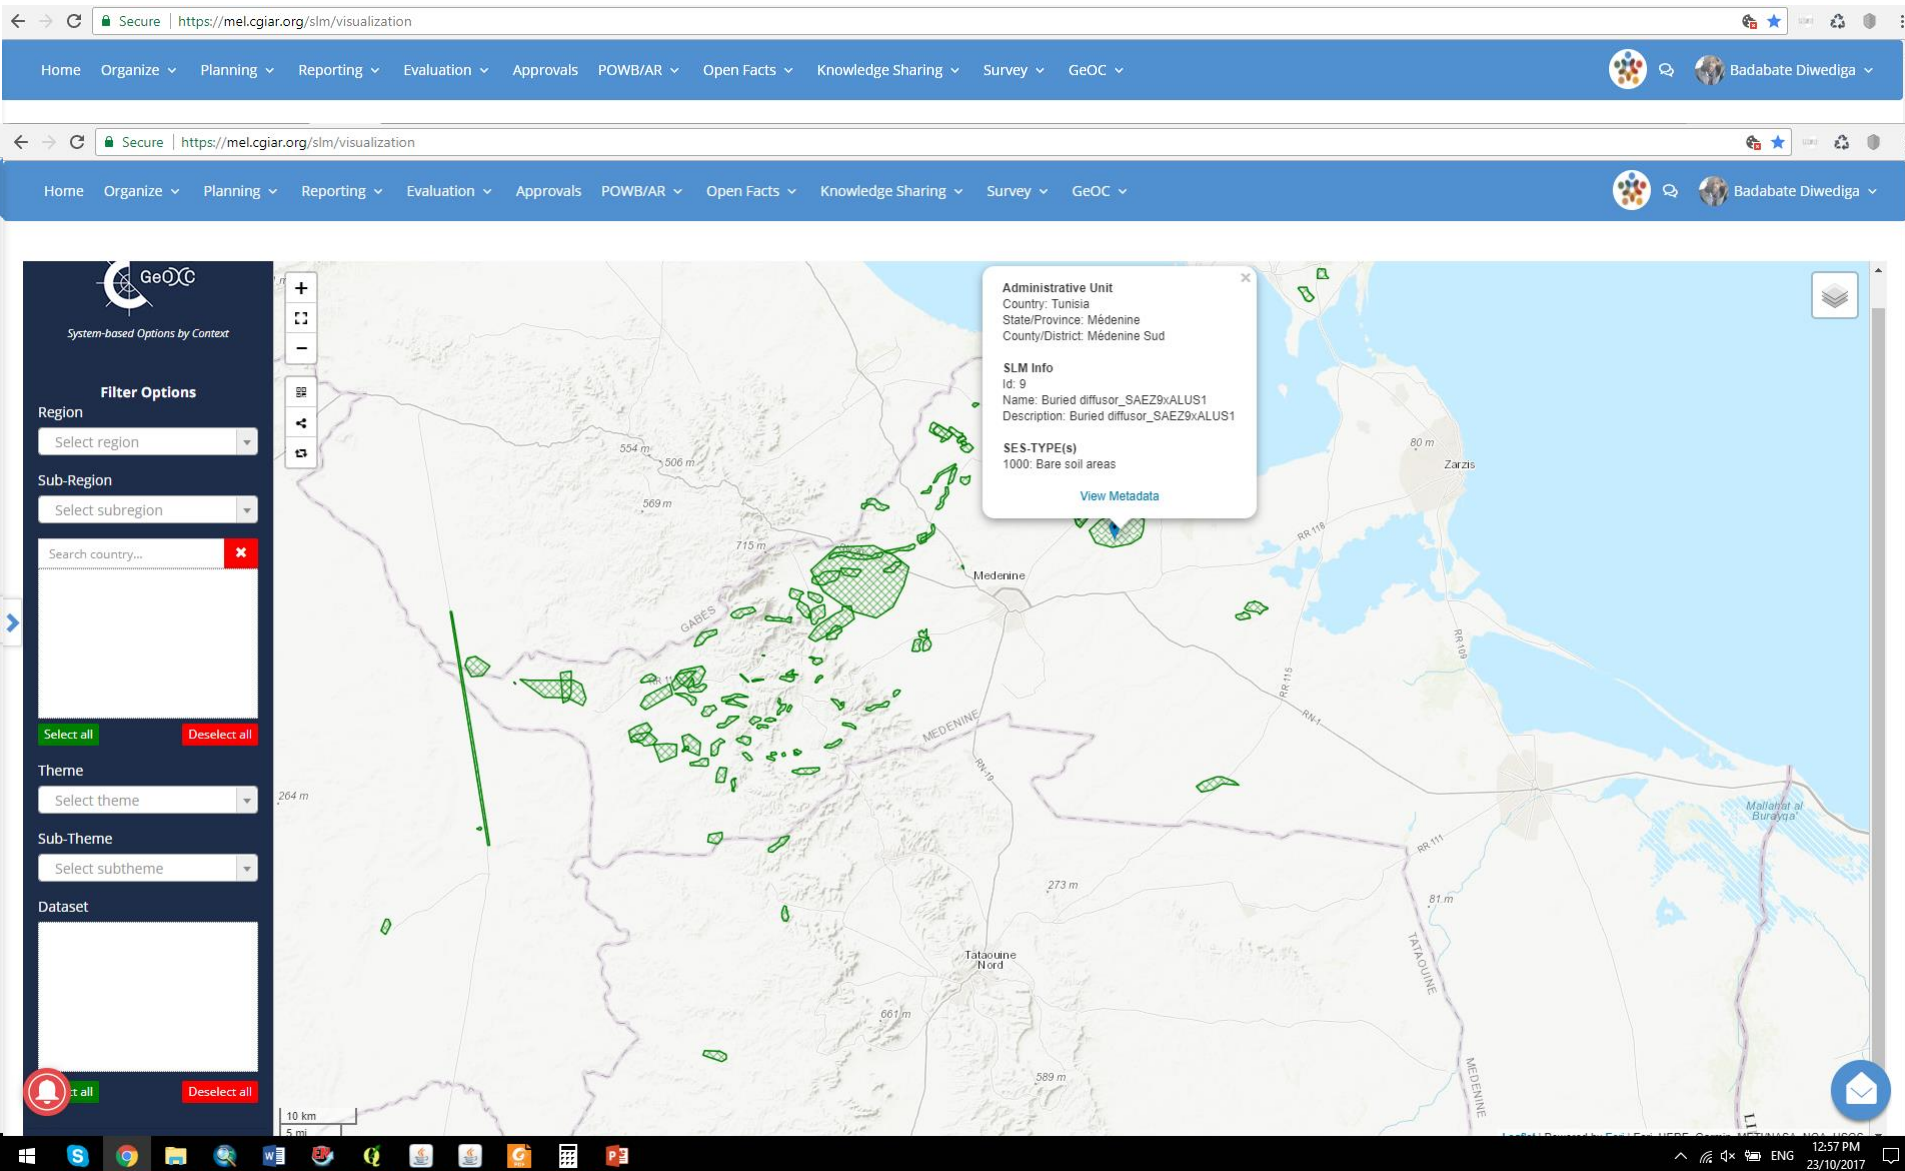 Secure | https://mel.cgiar.org/slm/visualization
Home Organize Planning Reporting Evaluation Approvals POWB/AR Open Facts Knowledge Sharing Survey GeOC Badabate Diwediga
Secure | https://mel.cgiar.org/slm/visualization
Home Organize Planning Reporting Evaluation Approvals POWB/AR Open Facts Knowledge Sharing Survey GeOC Badabate Diwediga
GeOC
System-based Options by Context
Filter Options
Region
Select region
Sub-Region
Select subregion
Search country...
Select all Deselect all
Theme
Select theme
Sub-Theme
Select subtheme
Dataset
ct all Deselect all
+
−
Administrative Unit
Country: Tunisia
State/Province: Médenine
County/District: Médenine Sud
SLM Info
Id: 9
Name: Buried diffusor_SAEZ9xALUS1
Description: Buried diffusor_SAEZ9xALUS1
SES-TYPE(s)
1000: Bare soil areas
View Metadata
×
80 m
Zarzis
554 m
506 m
569 m
RR 118
715 m
Medenine
GABÈS
RR 109
RR 115
RR 11
MEDENINE
RN-1
RN-19
264 m
Mallahat al
Burayqa
RR 111
273 m
81 m
TATAOUINE
Tataouine
Nord
661 m
589 m
MEDENINE
LI
10 km
5 mi
12:57 PM
ENG
23/10/2017